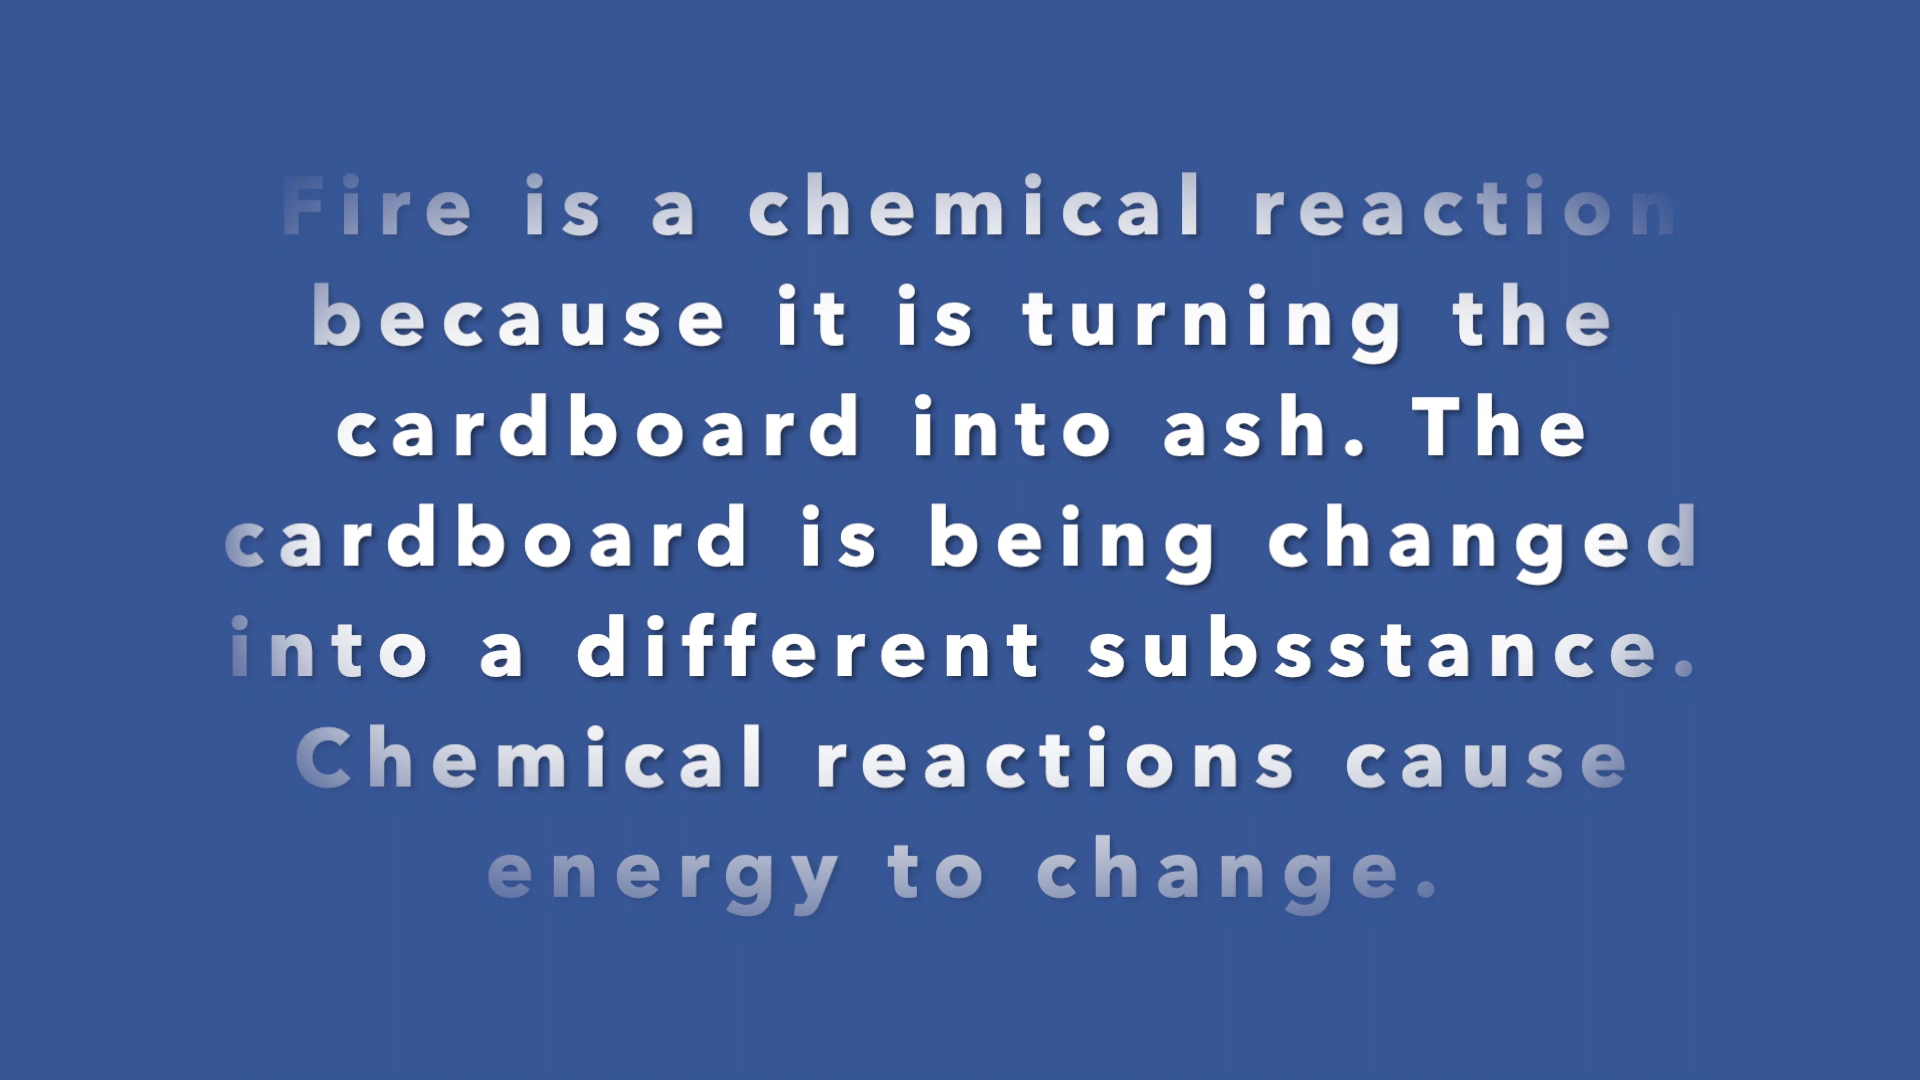 Fire is a chemical reaction
because it is turning the
cardboard into ash. The
cardboard is being changed
into a different subsstance.
Chemical reactions cause
energy to change.